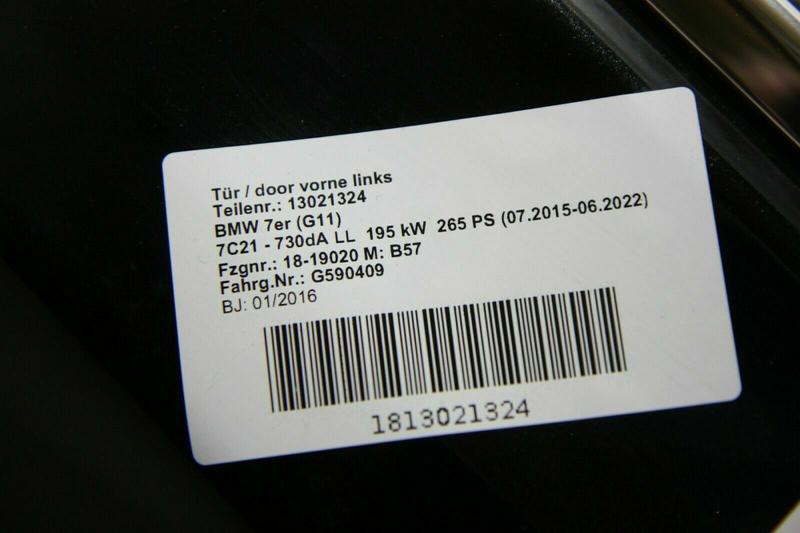 Tür / door vorne links
Teilenr.: 13021324
BMW 7er (G11)
7C21 - 730dA LL 195 kW 265 PS (07.2015-06.2022)
Fzgnr.: 18-19020 M: B57
Fahrg.Nr.: G590409
BJ: 01/2016
1813021324